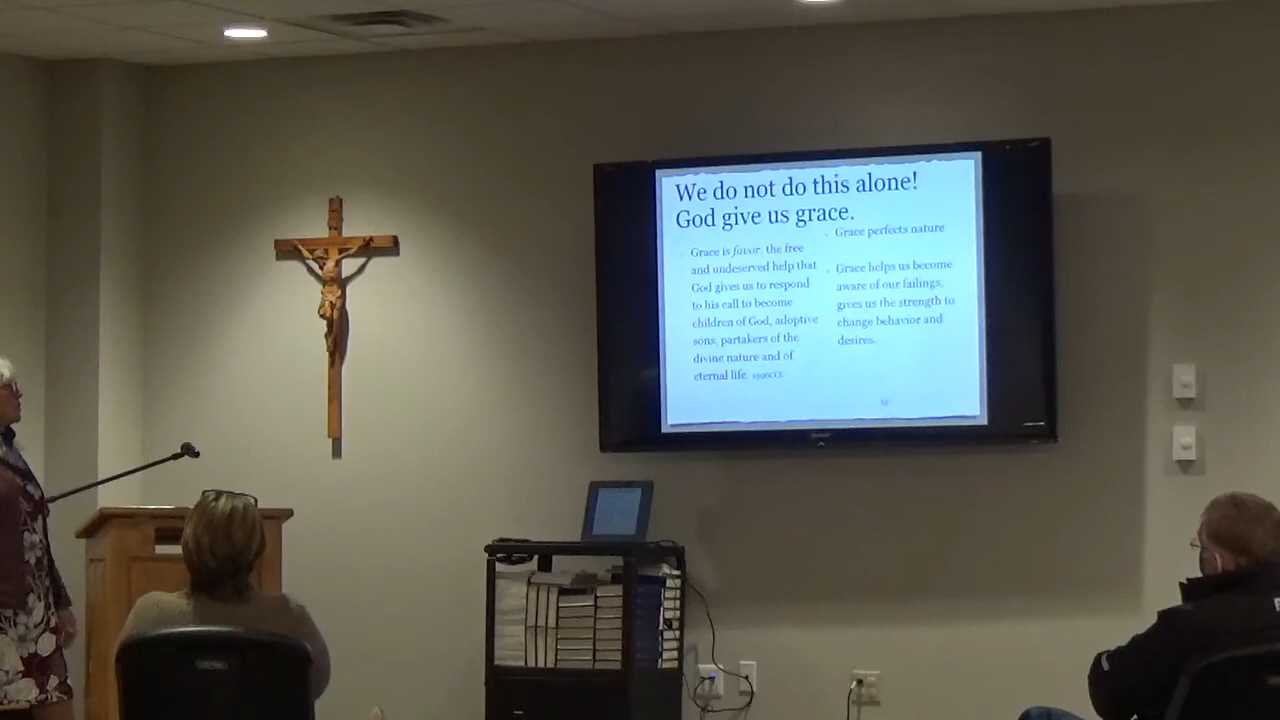 We do not do this alone!
God give us grace.
Grace is favor, the free
and undeserved help that
God gives us to respond
to his call to become
children of God, adoptive
sons, partakers of the
divine nature and of
eternal life.
Grace perfects nature
Grace helps us become
aware of our failings,
gives us the strength to
change behavior and
desires.